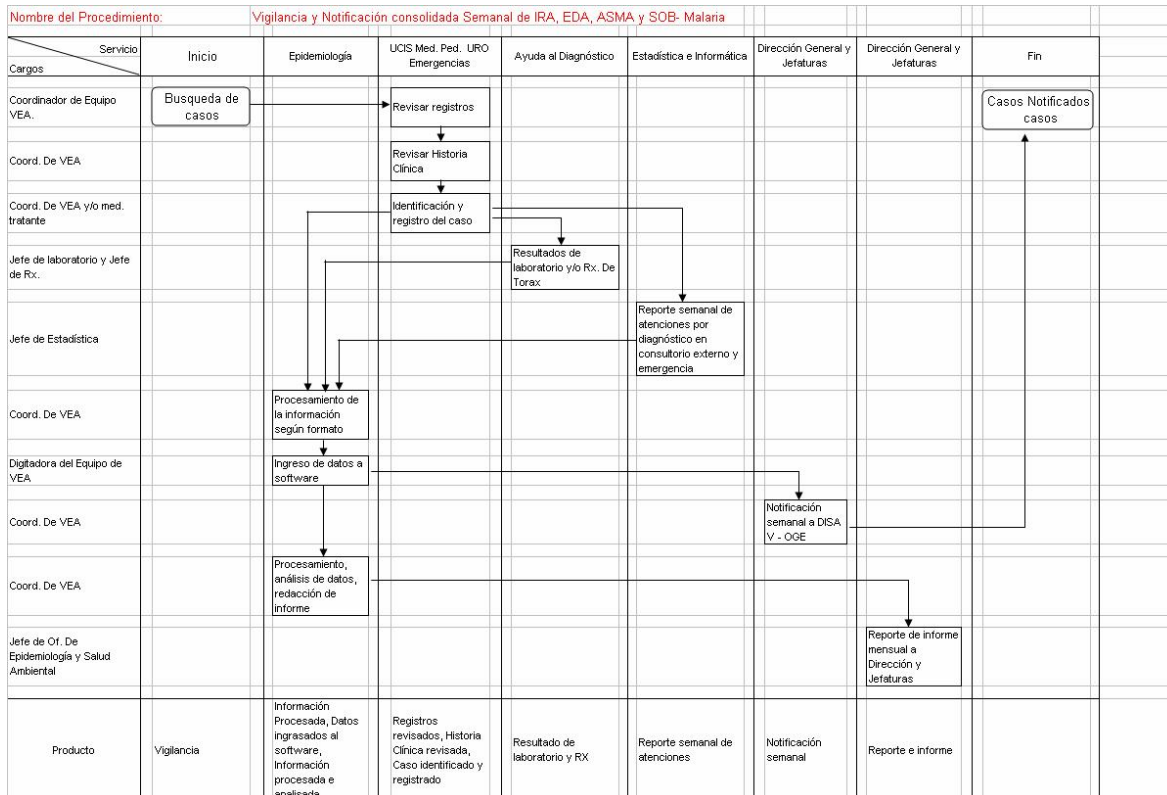 Nombre del Procedimiento: Vigilancia y Notificación consolidada Semanal de IRA, EDA, ASMA y SOB- Malaria
Servicio
Cargos
Inicio
Epidemiología
UCIS Med. Ped. URO
Emergencias
Ayuda al Diagnóstico
Estadística e Informática
Dirección General y
Jefaturas
Dirección General y
Jefaturas
Fin
Coordinador de Equipo
VEA.
Busqueda de
casos
Revisar registros
Casos Notificados
casos
Coord. De VEA
Revisar Historia
Clínica
Coord. De VEA y/o med.
tratante
Identificación y
registro del caso
Jefe de laboratorio y Jefe
de Rx.
Resultados de
laboratorio y/o Rx. De
Torax
Jefe de Estadística
Reporte semanal de
atenciones por
diagnóstico en
consultorio externo y
emergencia
Coord. De VEA
Procesamiento de
la información
según formato
Digitadora del Equipo de
VEA
Ingreso de datos a
software
Coord. De VEA
Notificación
semanal a DISA
V - OGE
Coord. De VEA
Procesamiento,
análisis de datos,
redacción de
informe
Jefe de Of. De
Epidemiología y Salud
Ambiental
Reporte de informe
mensual a
Dirección y
Jefaturas
Producto
Vigilancia
Información
Procesada, Datos
ingrasados al
software,
Información
procesada e
analisada
Registros
revisados, Historia
Clínica revisada,
Caso identificado y
registrado
Resultado de
laboratorio y RX
Reporte semanal de
atenciones
Notificación
semanal
Reporte e informe